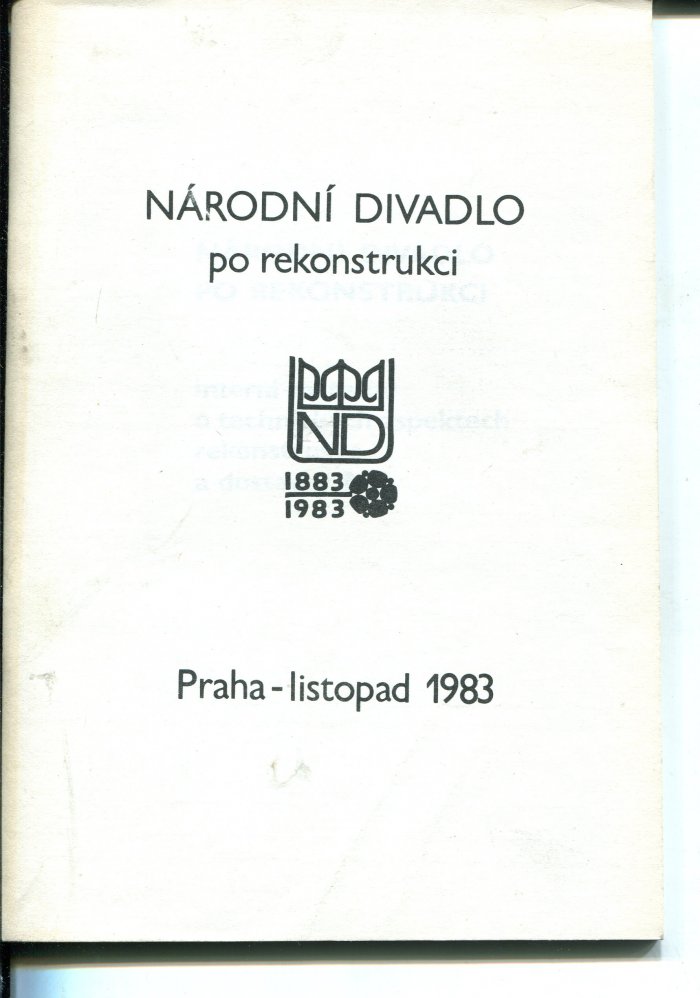 NÁRODNÍ DIVADLO
po rekonstrukci
ND
1883
1983
Praha - listopad 1983